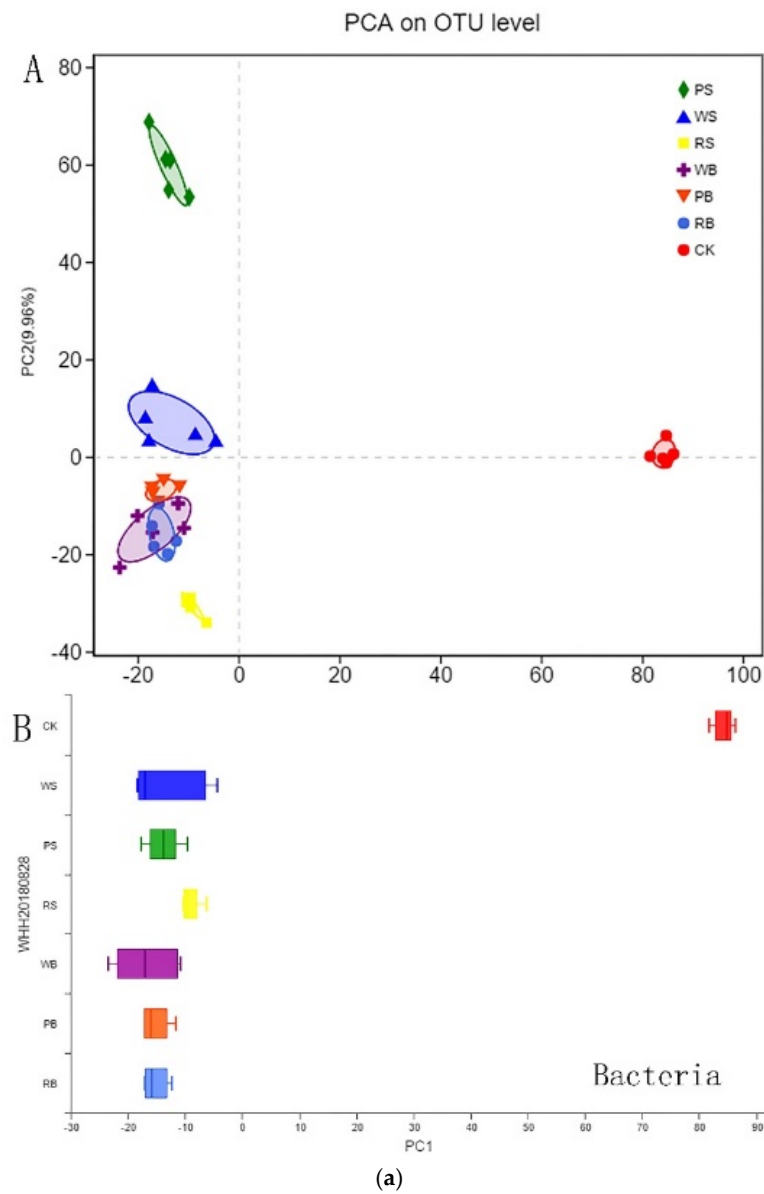 PCA on OTU level
A
80
60
40
20
0
-20
-40
PC2(9.96%)
PS
WS
RS
WB
PB
RB
CK
-20 0 20 40 60 80 100
B
CK
WS
PS
RS
WB
PB
RB
WHH20180828
Bacteria
-30 -20 -10 0 10 20 30 40 50 60 70 80 90
PC1
(a)